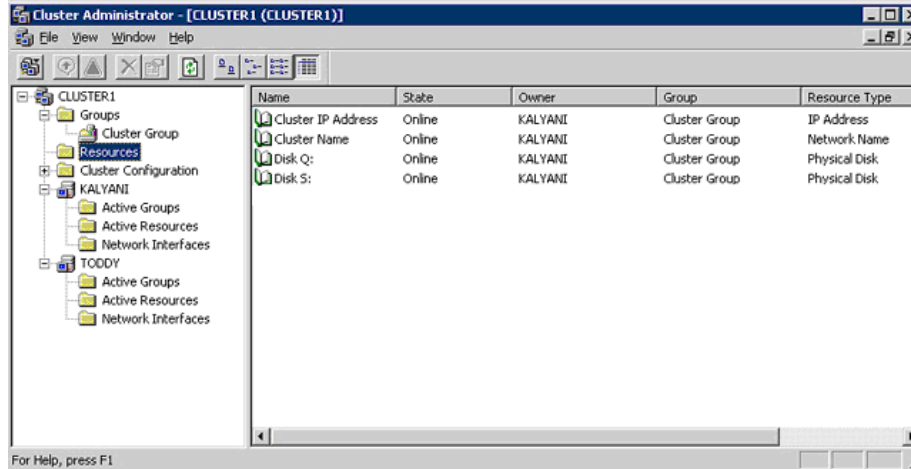 Cluster Administrator - [CLUSTER1 (CLUSTER1)]
File View Window Help
CLUSTER1
Groups
Cluster Group
Resources
Cluster Configuration
KALYANI
Active Groups
Active Resources
Network Interfaces
TODDY
Active Groups
Active Resources
Network Interfaces
Name State Owner Group Resource Type
Cluster IP Address Online KALYANI Cluster Group IP Address
Cluster Name Online KALYANI Cluster Group Network Name
Disk Q: Online KALYANI Cluster Group Physical Disk
Disk S: Online KALYANI Cluster Group Physical Disk
For Help, press F1